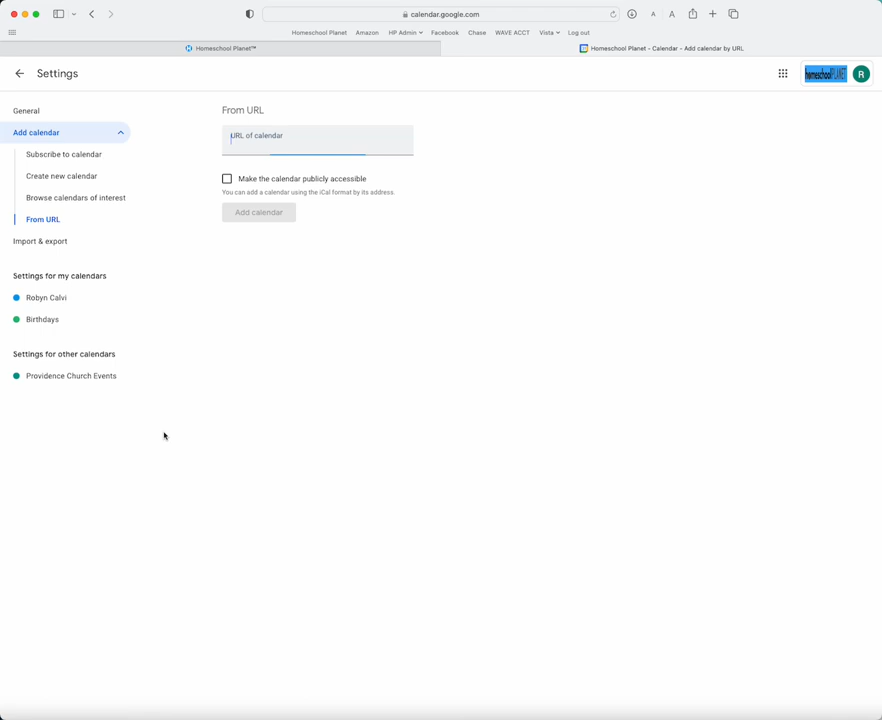 calendar.google.com
A A
Homeschool Planet Amazon HP Admin Facebook Chase WAVE ACCT Vista Log out
Homeschool Planet™
Homeschool Planet - Calendar - Add calendar by URL
Settings
homeschoolPLANET
R
General
Add calendar
Subscribe to calendar
Create new calendar
Browse calendars of interest
From URL
Import & export
Settings for my calendars
Robyn Calvi
Birthdays
Settings for other calendars
Providence Church Events
From URL
URL of calendar
Make the calendar publicly accessible
You can add a calendar using the iCal format by its address.
Add calendar